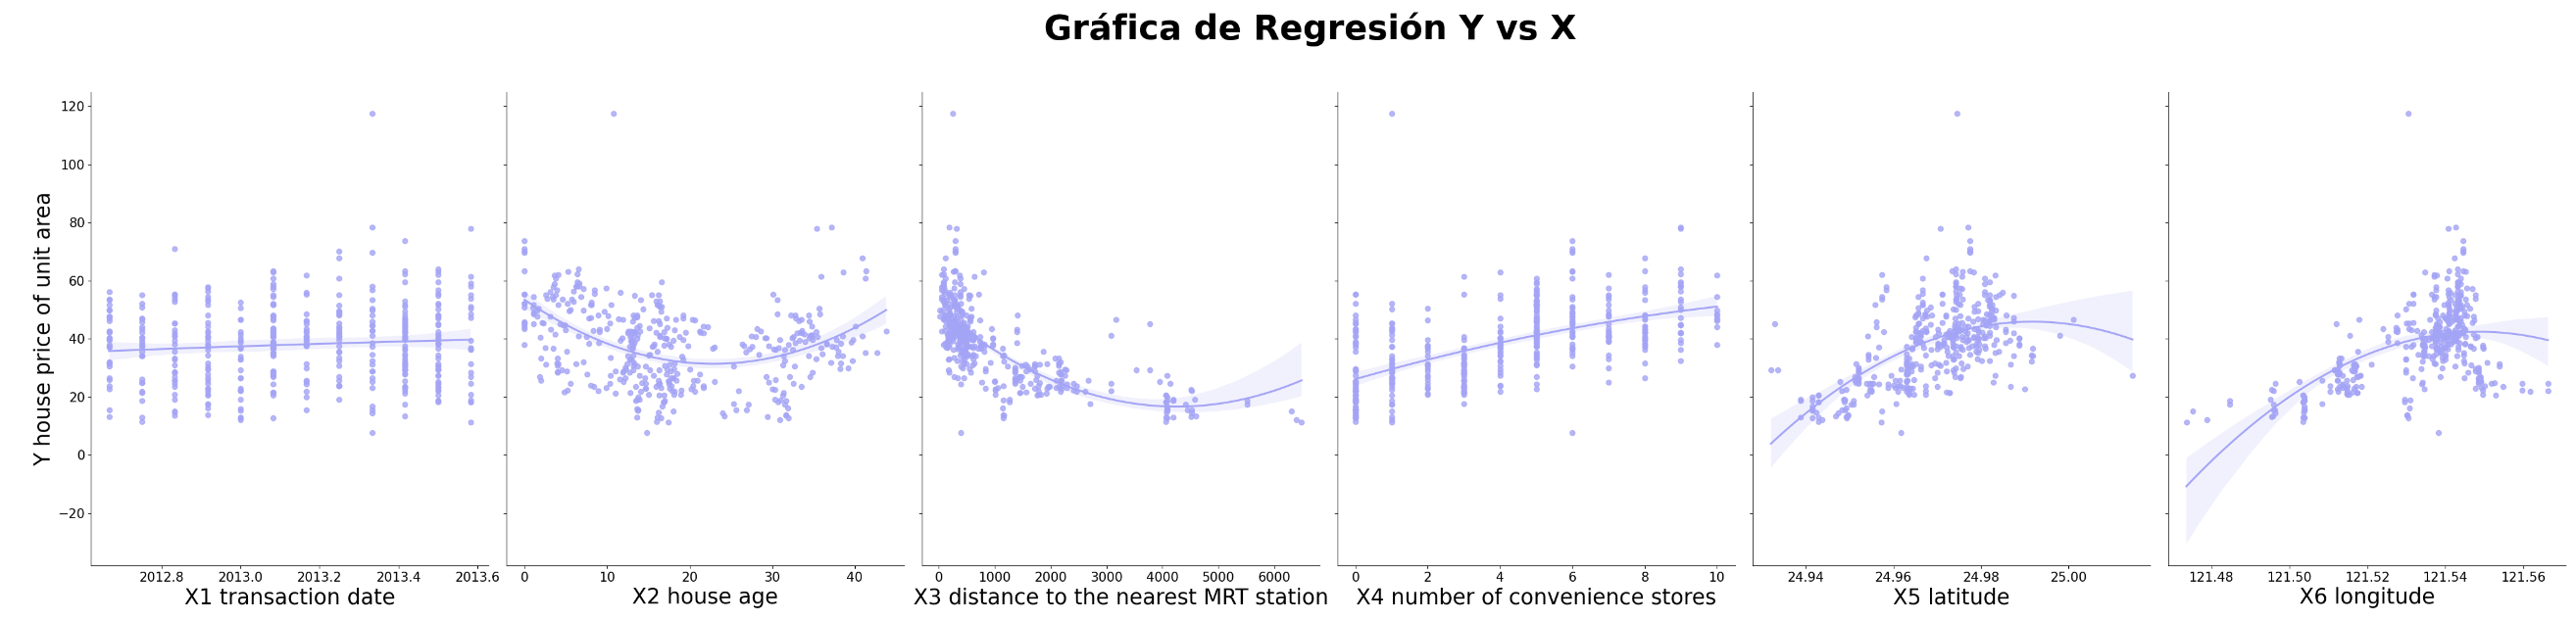 Gráfica de Regresión Y vs X
Y house price of unit area
120
100
80
60
40
20
0
−20
2012.8 2013.0 2013.2 2013.4 2013.6
X1 transaction date
0 10 20 30 40
X2 house age
0 1000 2000 3000 4000 5000 6000
X3 distance to the nearest MRT station
0 2 4 6 8 10
X4 number of convenience stores
24.94 24.96 24.98 25.00
X5 latitude
121.48 121.50 121.52 121.54 121.56
X6 longitude